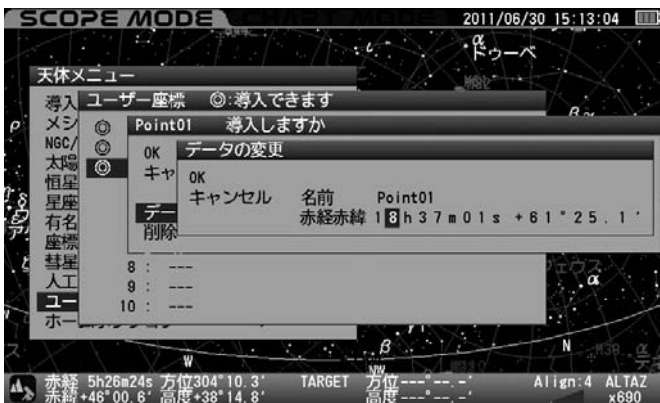 SCOPE MODE CHART MODE 2011/06/30 15:13:04
α
ドゥーベ
天体メニュー
ユーザー座標 ◎:導入できます
導入
メシ
NGC/
太陽
恒星
星座
有名
座標
彗星
人工
ユー
ホー
Point01 導入しますか
OK
キャ
デー
削除
データの変更
OK
キャンセル 名前 Point01
赤経赤緯 18h37m01s +61°25.1'
8 : ---
9 : ---
10 : ---
ρ
β
α
γ1
W
NW
N
M38
赤経 5h26m24s 方位304°10.3' TARGET 方位---°--.-' Align:4 ALTAZ
赤緯+46°00.6' 高度+38°14.8' 高度---°--.-' x690